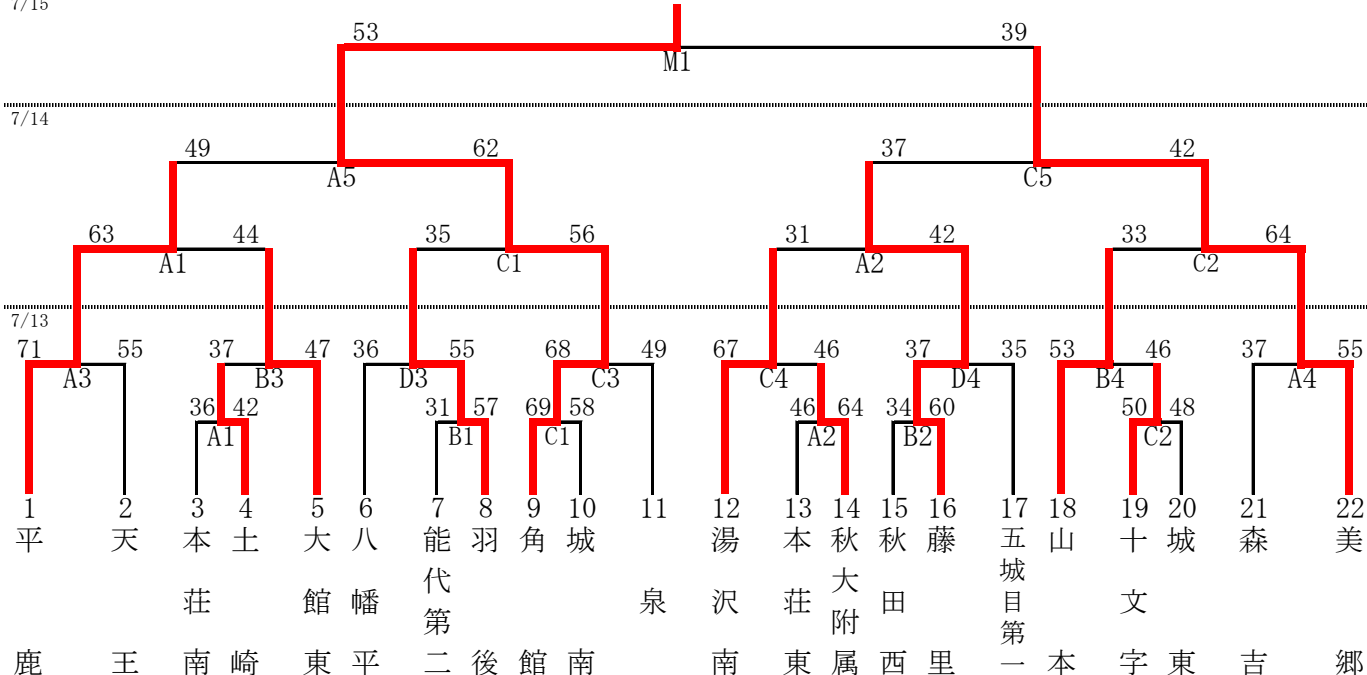 7/15
53 39
M1
7/14
49 62 37 42
A5 C5
63 44 35 56 31 42 33 64
A1 C1 A2 C2
7/13
71 55 37 47 36 55 68 49 67 46 37 35 53 46 37 55
A3 B3 D3 C3 C4 D4 B4 A4
36 42 31 57 69 58 46 64 34 60 50 48
A1 B1 C1 A2 B2 C2
1 2 3 4 5 6 7 8 9 10 11 12 13 14 15 16 17 18 19 20 21 22
平鹿
天王
本荘南
土崎
大館東
八幡平
能代第二
羽後
角館
城南
泉
湯沢南
本荘東
秋大附属
秋田西
藤里
五城目第一
山本
十文字
城東
森吉
美郷